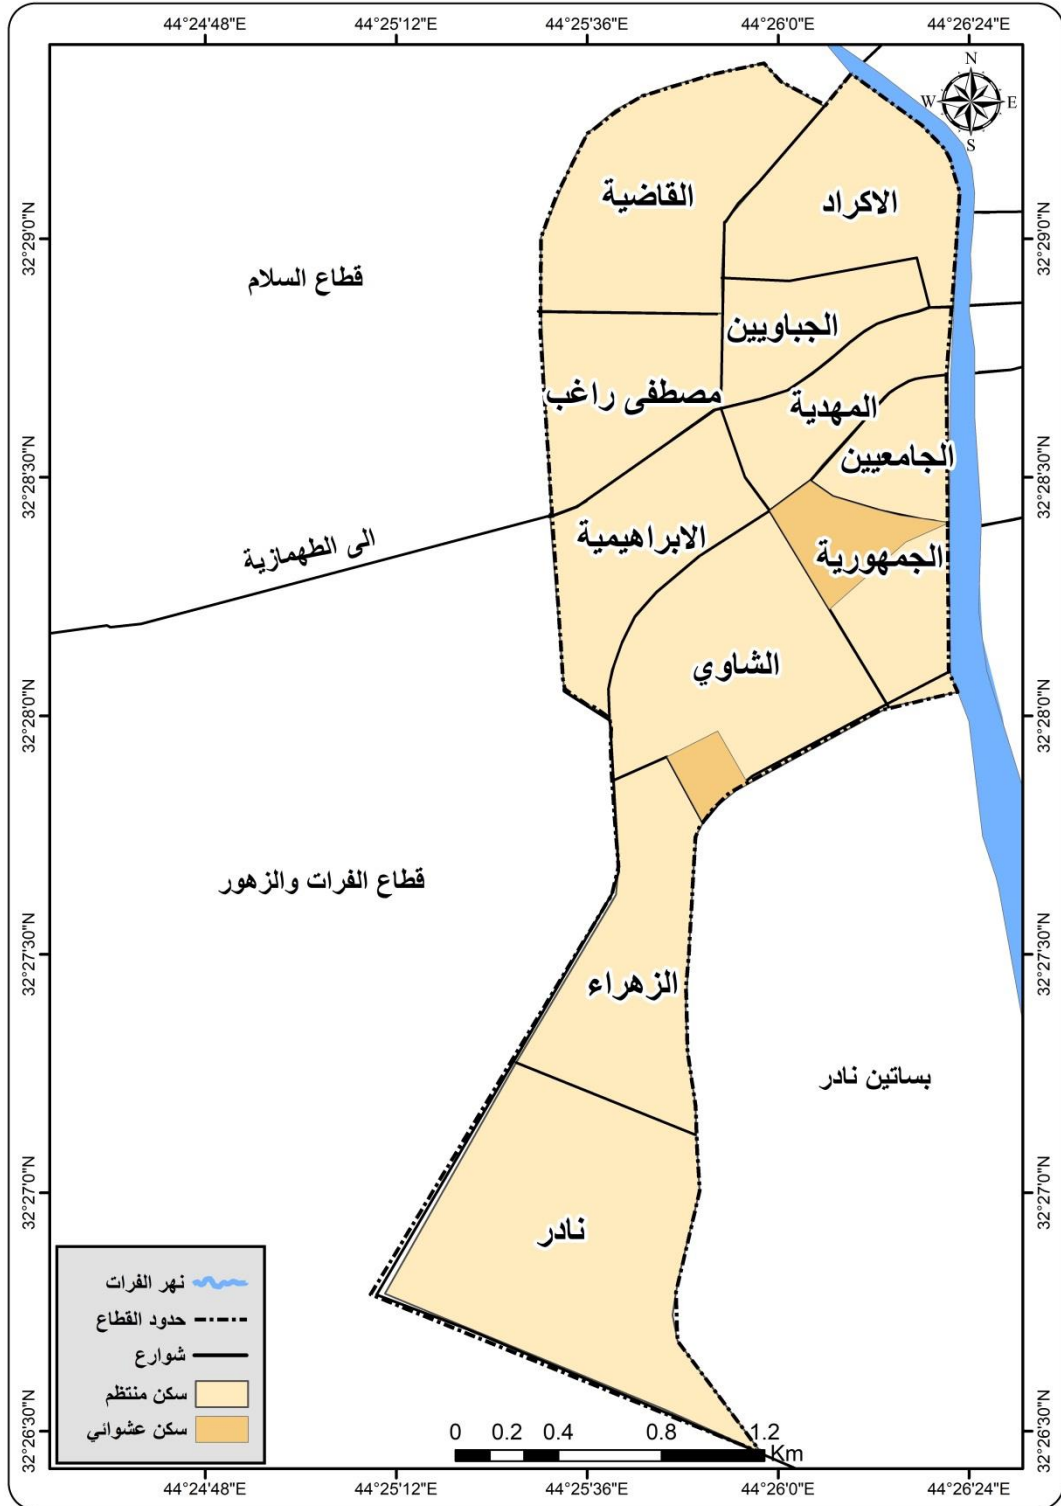 44°24'48"E 44°25'12"E 44°25'36"E 44°26'0"E 44°26'24"E
N
W E
S
32°29'0"N 32°29'0"N
32°28'30"N 32°28'30"N
32°28'0"N 32°28'0"N
32°27'30"N 32°27'30"N
32°27'0"N 32°27'0"N
32°26'30"N 32°26'30"N
القاضية
الاكراد
قطاع السلام
الجباويين
مصطفى راغب
المهدية
الجامعيين
الابراهيمية
الى الطهمازية
الجمهورية
الشاوي
قطاع الفرات والزهور
الزهراء
بساتين نادر
نادر
نهر الفرات
حدود القطاع
شوارع
سكن منتظم
سكن عشوائي
0 0.2 0.4 0.8 1.2
Km
44°24'48"E 44°25'12"E 44°25'36"E 44°26'0"E 44°26'24"E